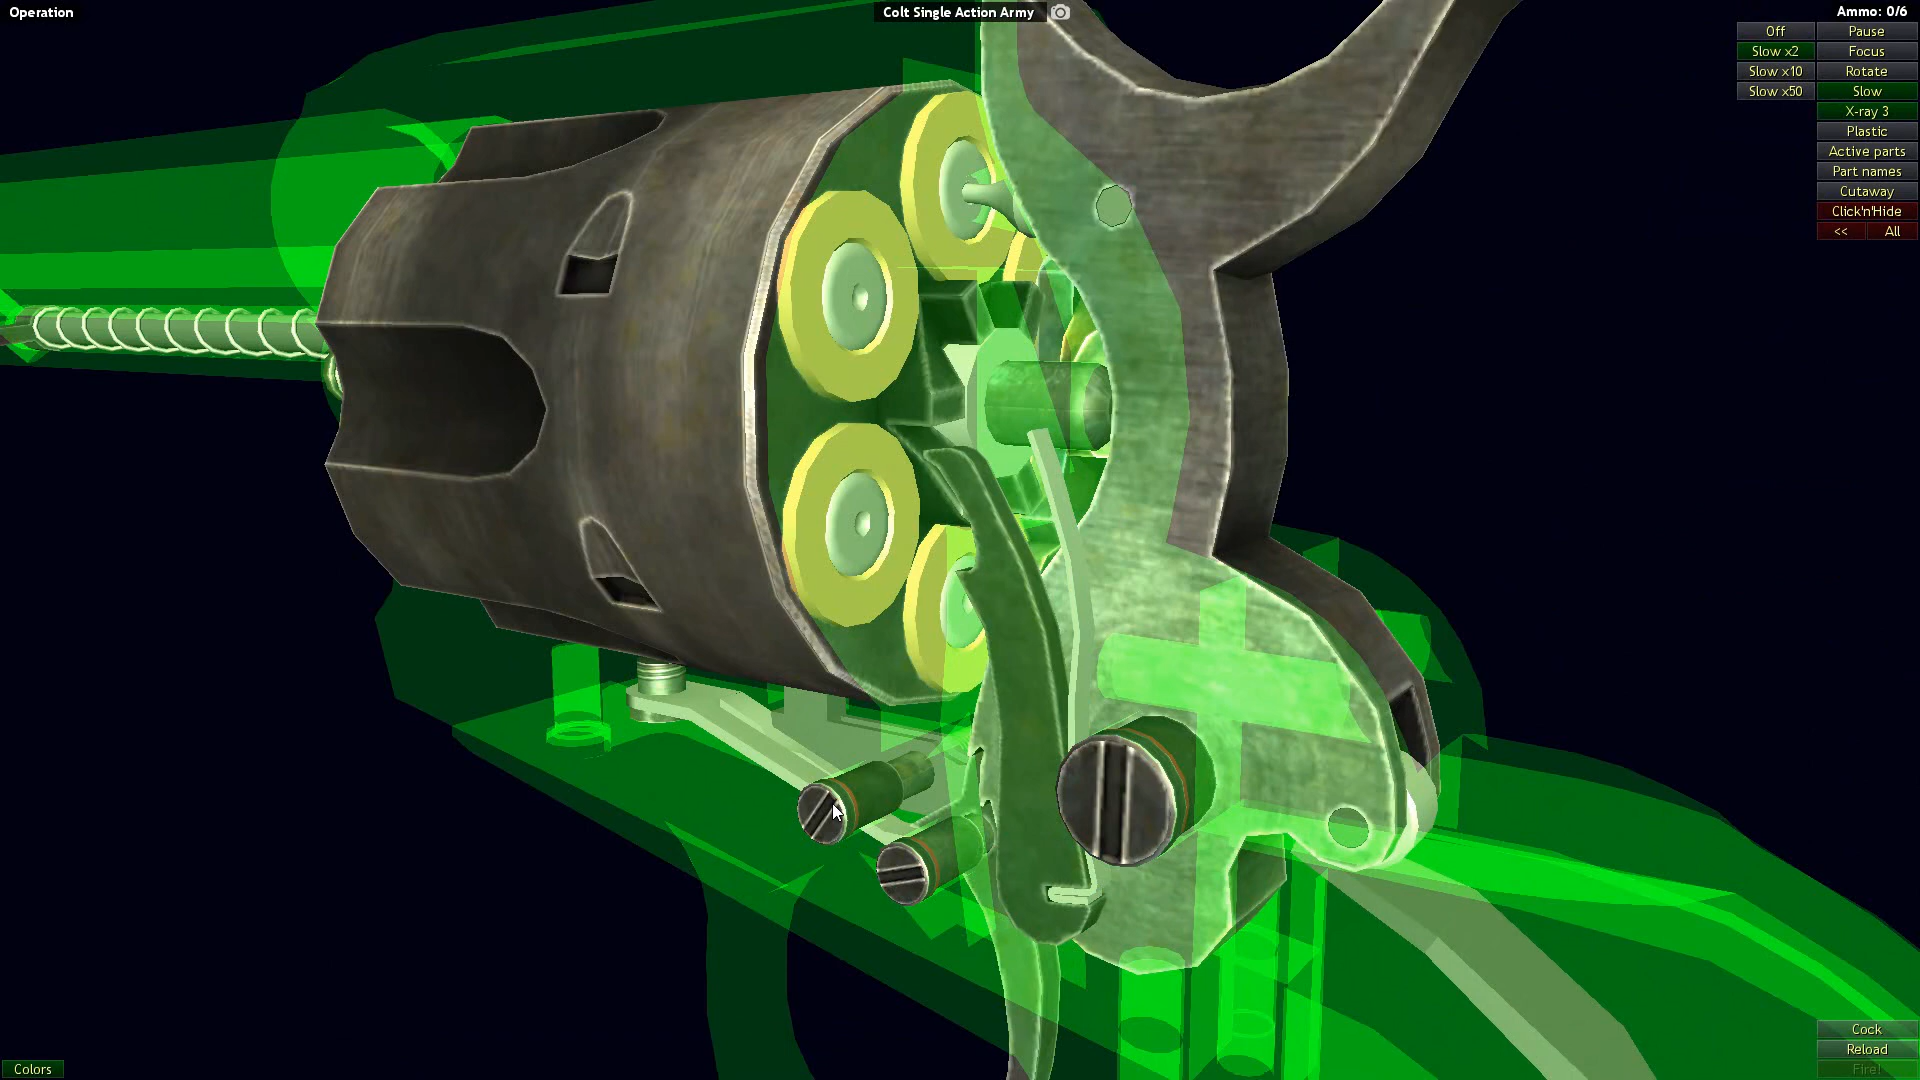 Operation
Colt Single Action Army
Ammo: 0/6
Off
Pause
Slow x2
Focus
Slow x10
Rotate
Slow x50
Slow
X-ray 3
Plastic
Active parts
Part names
Cutaway
Click'n'Hide
<<
All
Cock
Reload
Fire!
Colors